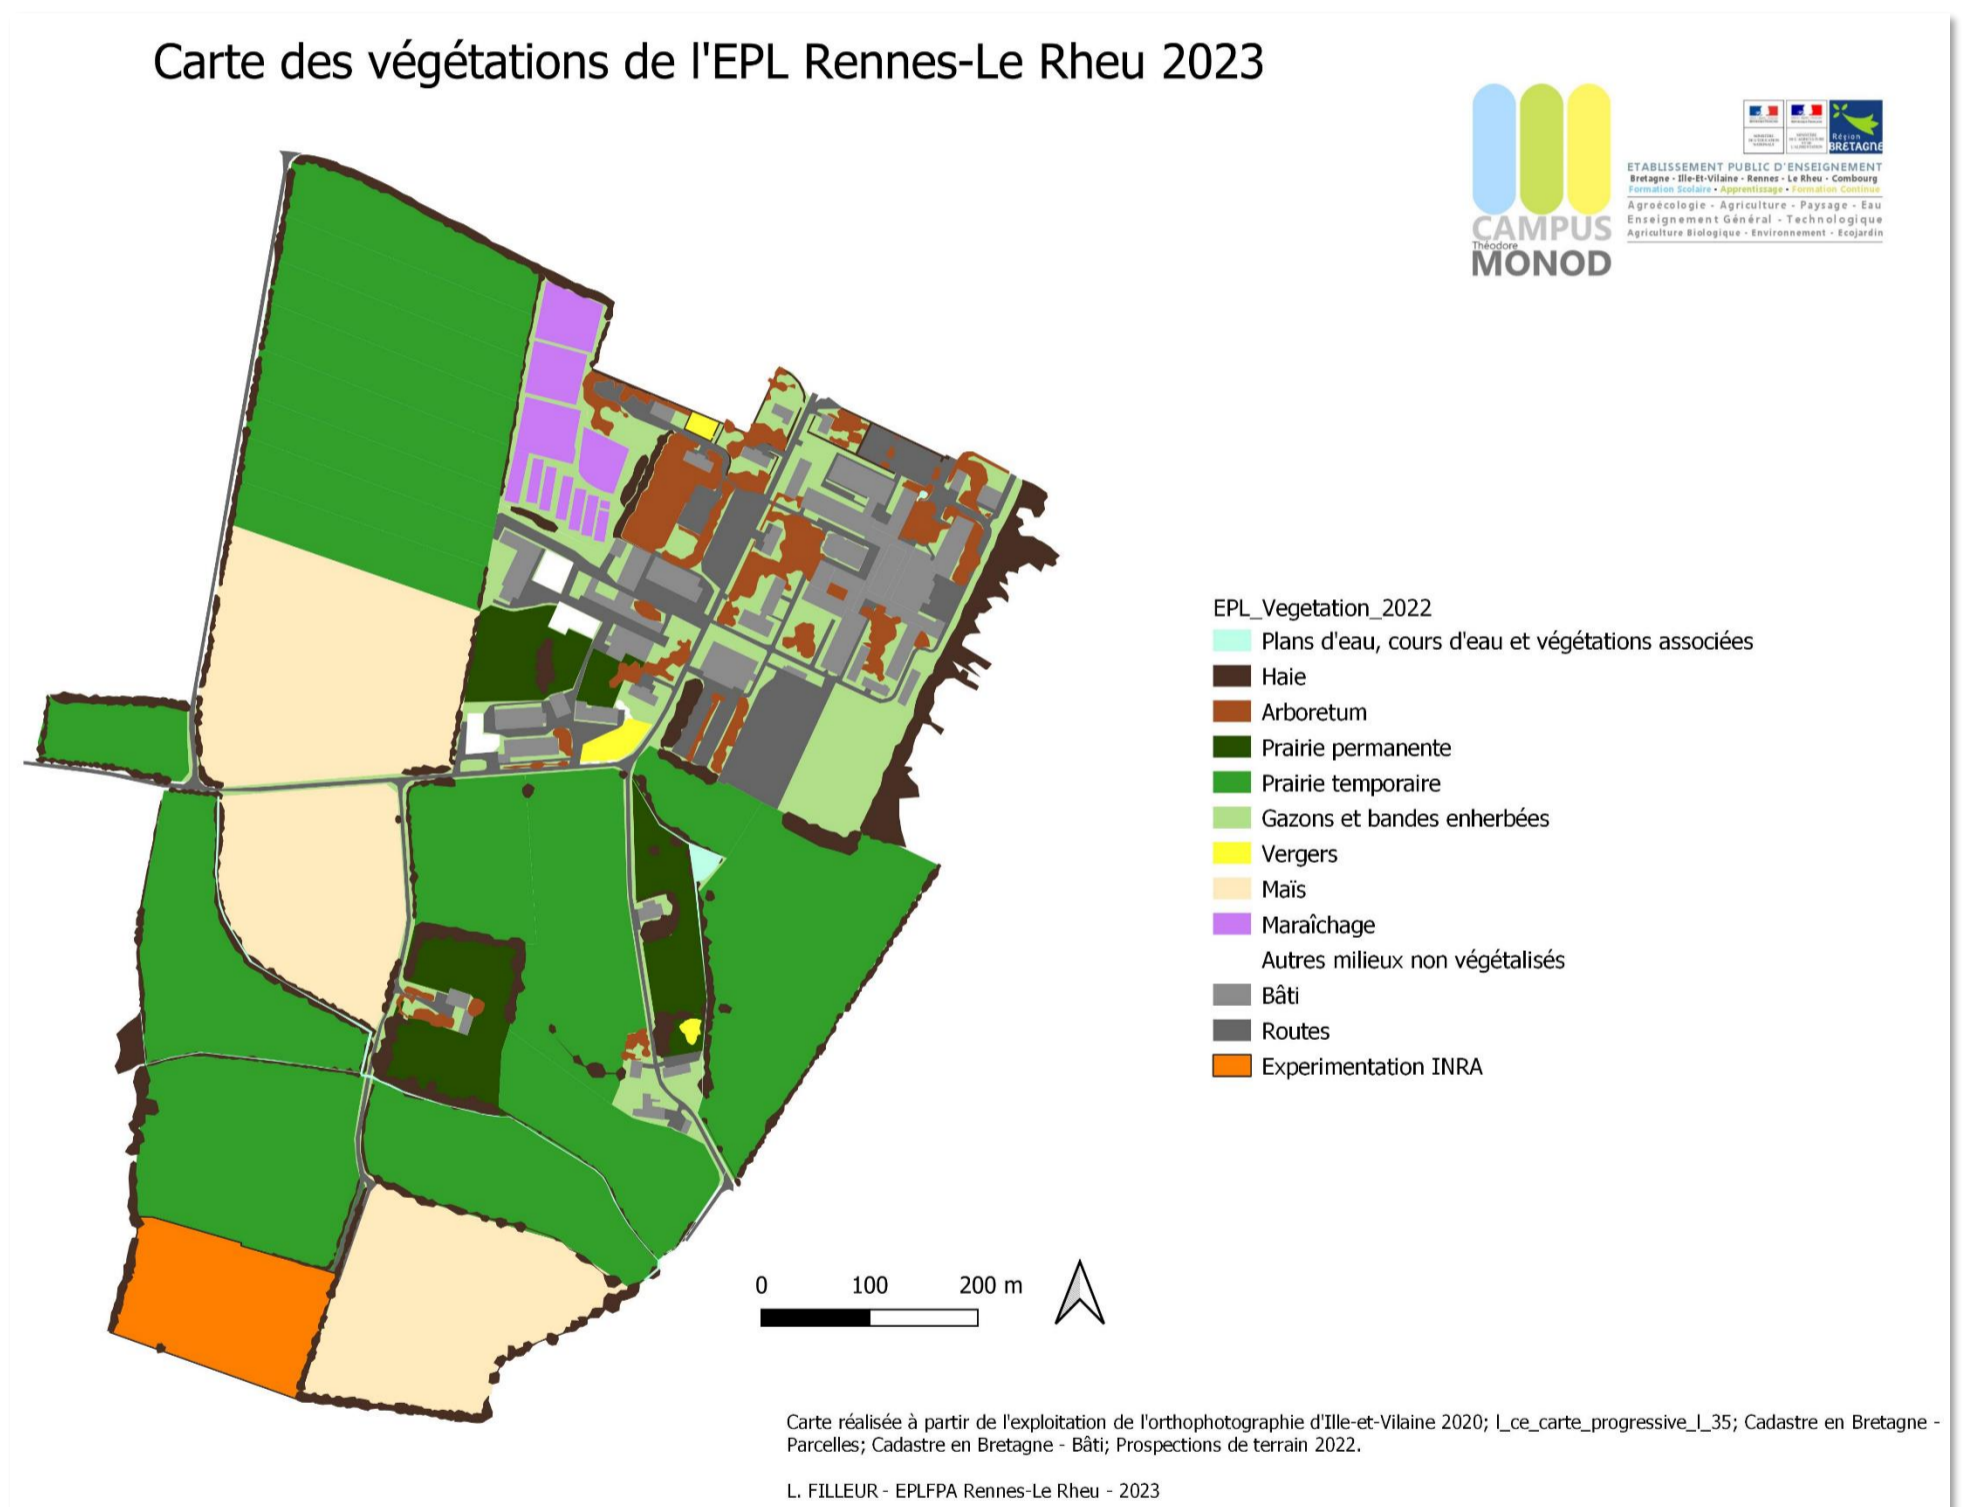 Carte des végétations de l'EPL Rennes-Le Rheu 2023
Région
BRETAGNE
ETABLISSEMENT PUBLIC D'ENSEIGNEMENT
Bretagne - Ille-Et-Vilaine - Rennes - Le Rheu - Combourg
Formation Scolaire • Apprentissage • Formation Continue
Agroécologie - Agriculture - Paysage - Eau
Enseignement Général - Technologique
Agriculture Biologique - Environnement - Ecojardin
CAMPUS
Théodore
MONOD
EPL_Vegetation_2022
Plans d'eau, cours d'eau et végétations associées
Haie
Arboretum
Prairie permanente
Prairie temporaire
Gazons et bandes enherbées
Vergers
Maïs
Maraîchage
Autres milieux non végétalisés
Bâti
Routes
Experimentation INRA
0 100 200 m
Carte réalisée à partir de l'exploitation de l'orthophotographie d'Ille-et-Vilaine 2020; l_ce_carte_progressive_l_35; Cadastre en Bretagne -
Parcelles; Cadastre en Bretagne - Bâti; Prospections de terrain 2022.
L. FILLEUR - EPLFPA Rennes-Le Rheu - 2023